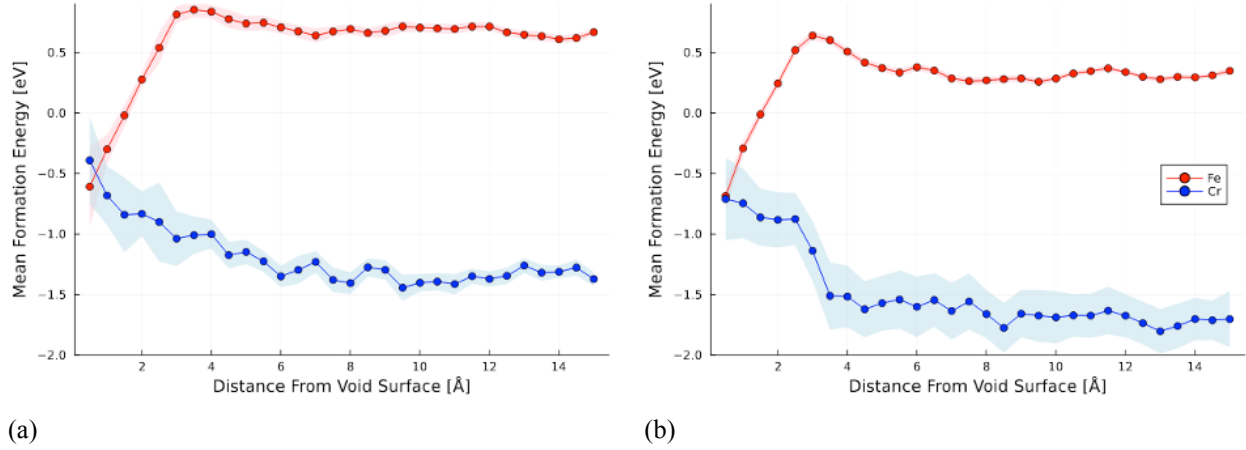 0.5
0.0
−0.5
−1.0
−1.5
−2.0
Mean Formation Energy [eV]
2 4 6 8 10 12 14
Distance From Void Surface [Å]
(a)
0.5
0.0
−0.5
−1.0
−1.5
−2.0
Mean Formation Energy [eV]
Fe
Cr
2 4 6 8 10 12 14
Distance From Void Surface [Å]
(b)